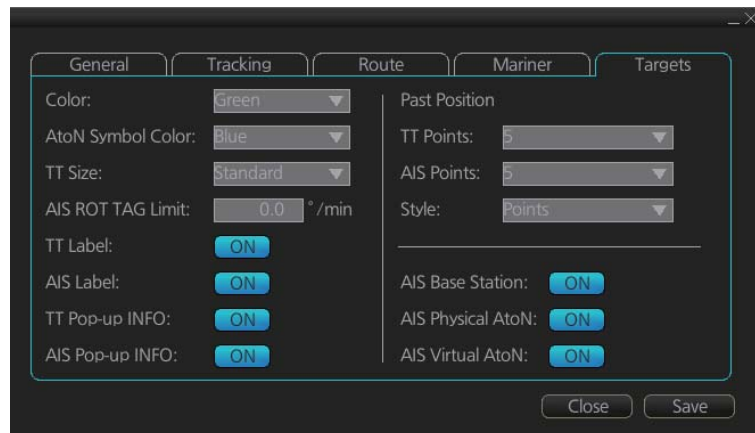 General Tracking Route Mariner Targets
Color: Green
AtoN Symbol Color: Blue
TT Size: Standard
AIS ROT TAG Limit: 0.0 °/min
TT Label: ON
AIS Label: ON
TT Pop-up INFO: ON
AIS Pop-up INFO: ON
Past Position
TT Points: 5
AIS Points: 5
Style: Points
AIS Base Station: ON
AIS Physical AtoN: ON
AIS Virtual AtoN: ON
Close Save